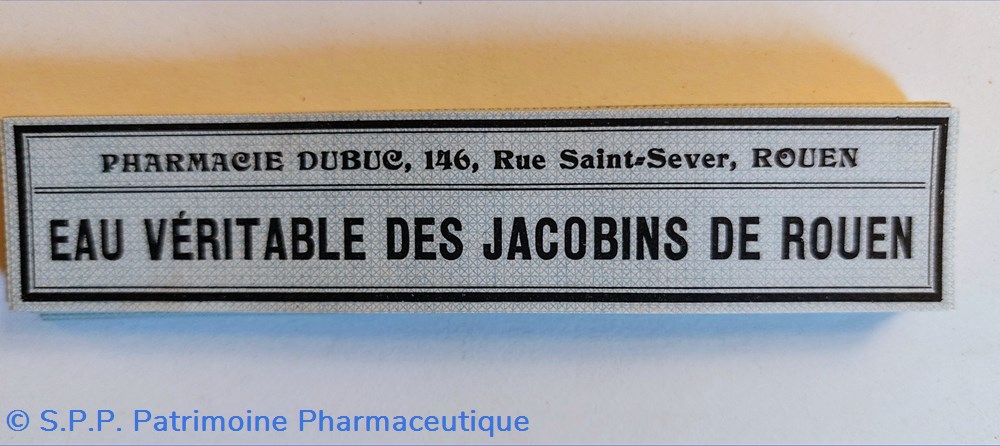 PHARMACIE DUBUC, 146, Rue Saint-Sever, ROUEN
EAU VÉRITABLE DES JACOBINS DE ROUEN
© S.P.P. Patrimoine Pharmaceutique